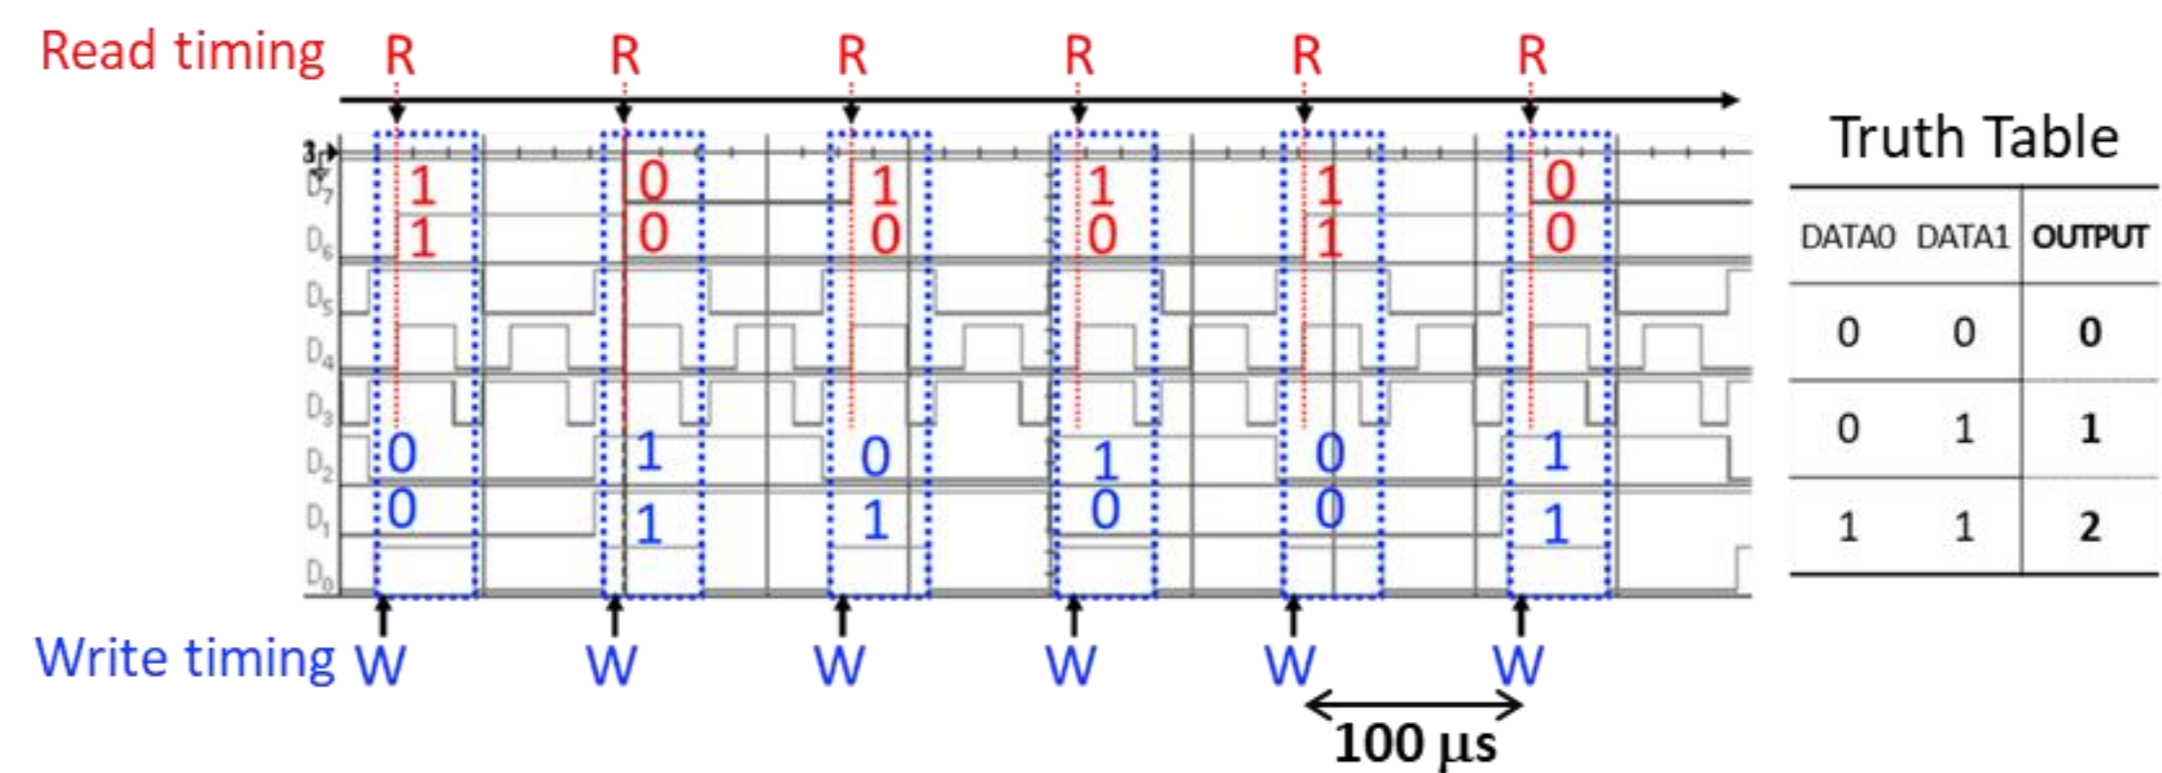 Read timing R R R R R R
3
D7 1 0 1 1 1 0
D6 1 0 0 0 1 0
D5
D4
D3
D2 0 1 0 1 0 1
D1 0 1 1 0 0 1
D0
Write timing W W W W W W
100 μs
Truth Table
DATA0 DATA1 OUTPUT
0 0 0
0 1 1
1 1 2